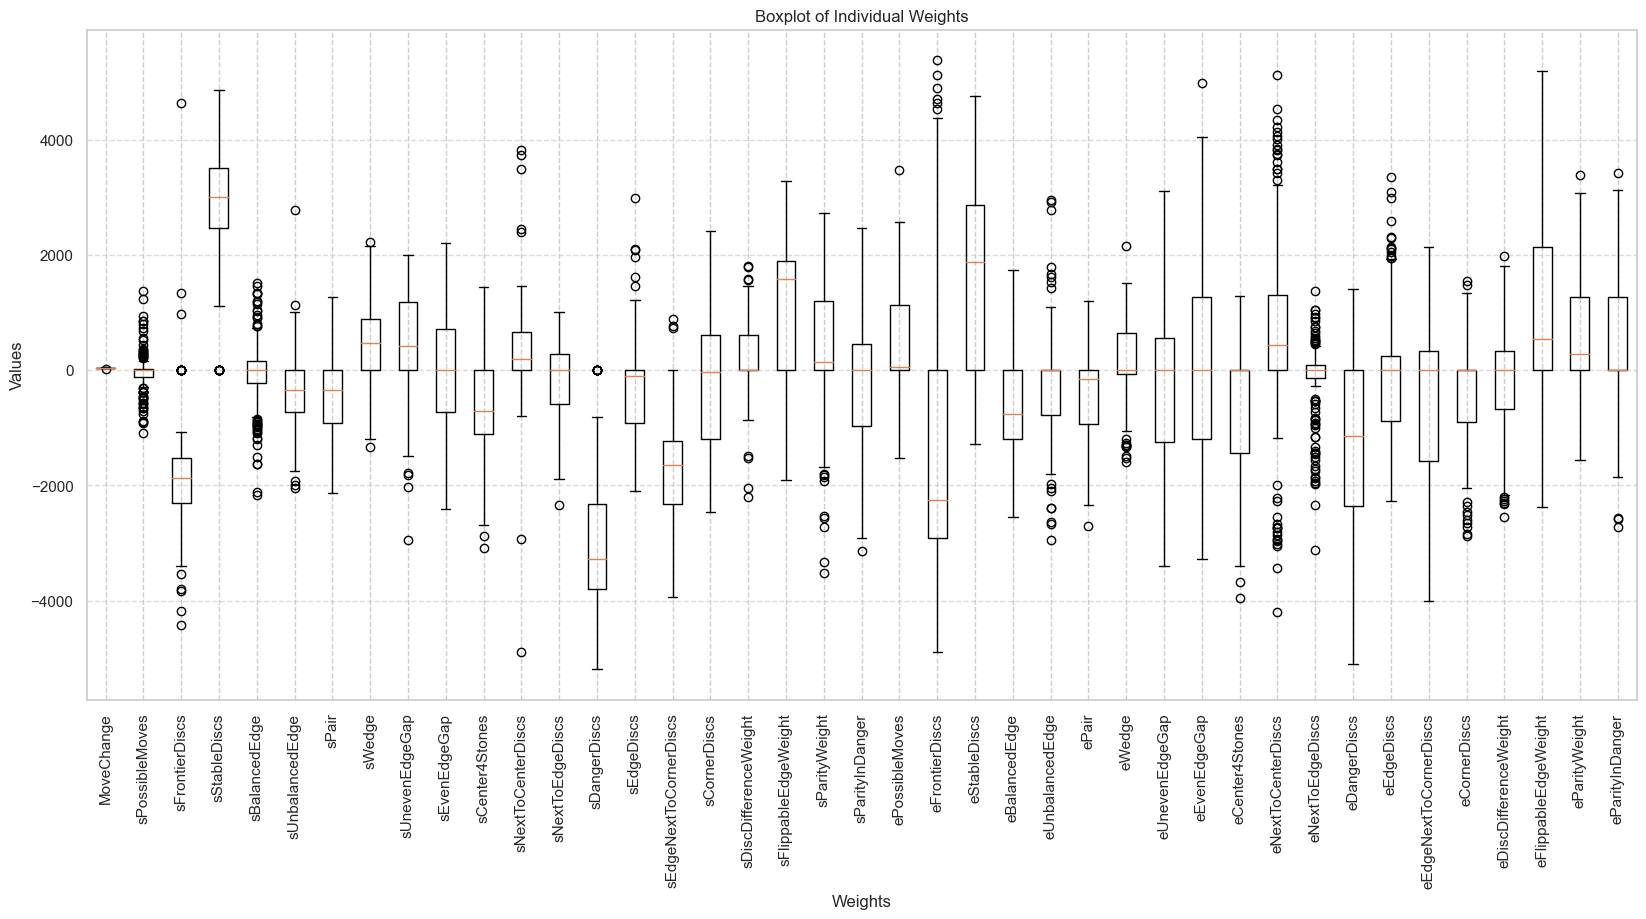 Boxplot of Individual Weights
Values
4000
2000
0
−2000
−4000
MoveChange
sPossibleMoves
sFrontierDiscs
sStableDiscs
sBalancedEdge
sUnbalancedEdge
sPair
sWedge
sUnevenEdgeGap
sEvenEdgeGap
sCenter4Stones
sNextToCenterDiscs
sNextToEdgeDiscs
sDangerDiscs
sEdgeDiscs
sEdgeNextToCornerDiscs
sCornerDiscs
sDiscDifferenceWeight
sFlippableEdgeWeight
sParityWeight
sParityInDanger
ePossibleMoves
eFrontierDiscs
eStableDiscs
eBalancedEdge
eUnbalancedEdge
ePair
eWedge
eUnevenEdgeGap
eEvenEdgeGap
eCenter4Stones
eNextToCenterDiscs
eNextToEdgeDiscs
eDangerDiscs
eEdgeDiscs
eEdgeNextToCornerDiscs
eCornerDiscs
eDiscDifferenceWeight
eFlippableEdgeWeight
eParityWeight
eParityInDanger
Weights